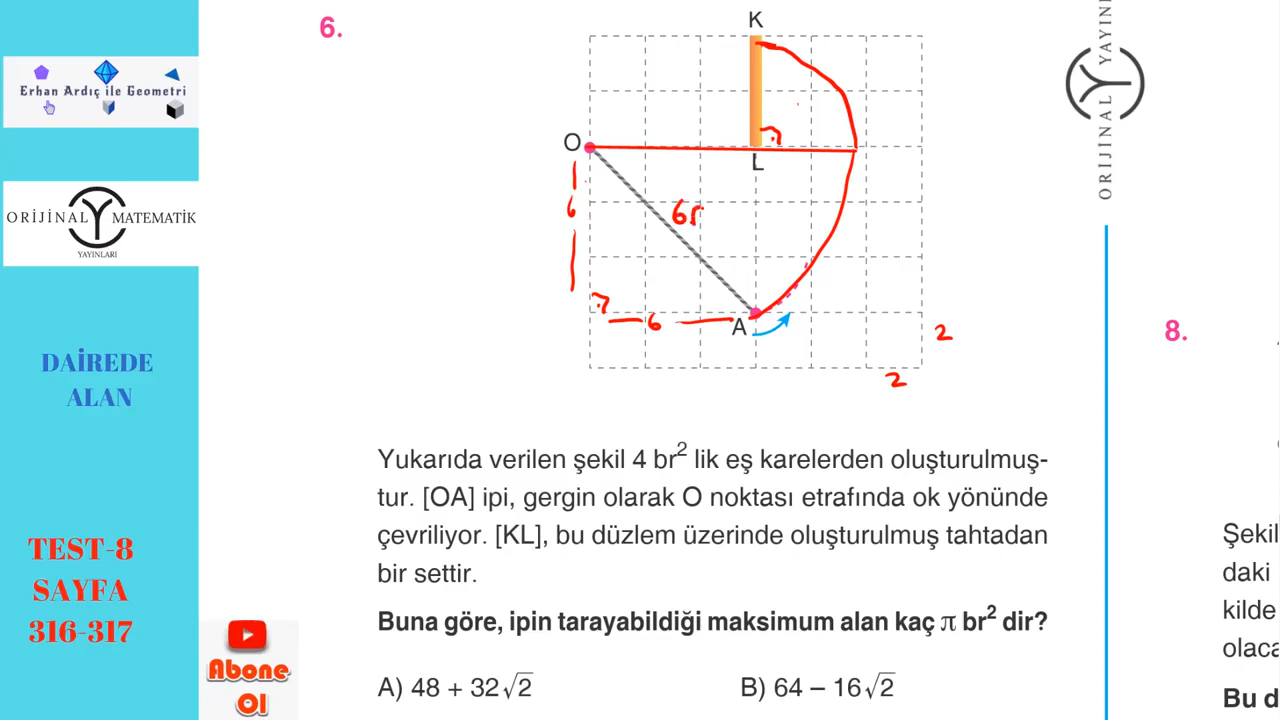 Erhan Ardıç ile Geometri
ORİJİNAL MATEMATİK
YAYINLARI
DAİREDE
ALAN
TEST-8
SAYFA
316-317
Abone
Ol
6.
K
O
L
A
6
6
2
2
ORİJİNAL YAYINL
Yukarıda verilen şekil 4 br² lik eş karelerden oluşturulmuş-
tur. [OA] ipi, gergin olarak O noktası etrafında ok yönünde
çevriliyor. [KL], bu düzlem üzerinde oluşturulmuş tahtadan
bir settir.
Buna göre, ipin tarayabildiği maksimum alan kaç π br² dir?
A) 48 + 32√2
B) 64 – 16√2
8.
Şekil
daki
kilde
olaca
Bu d